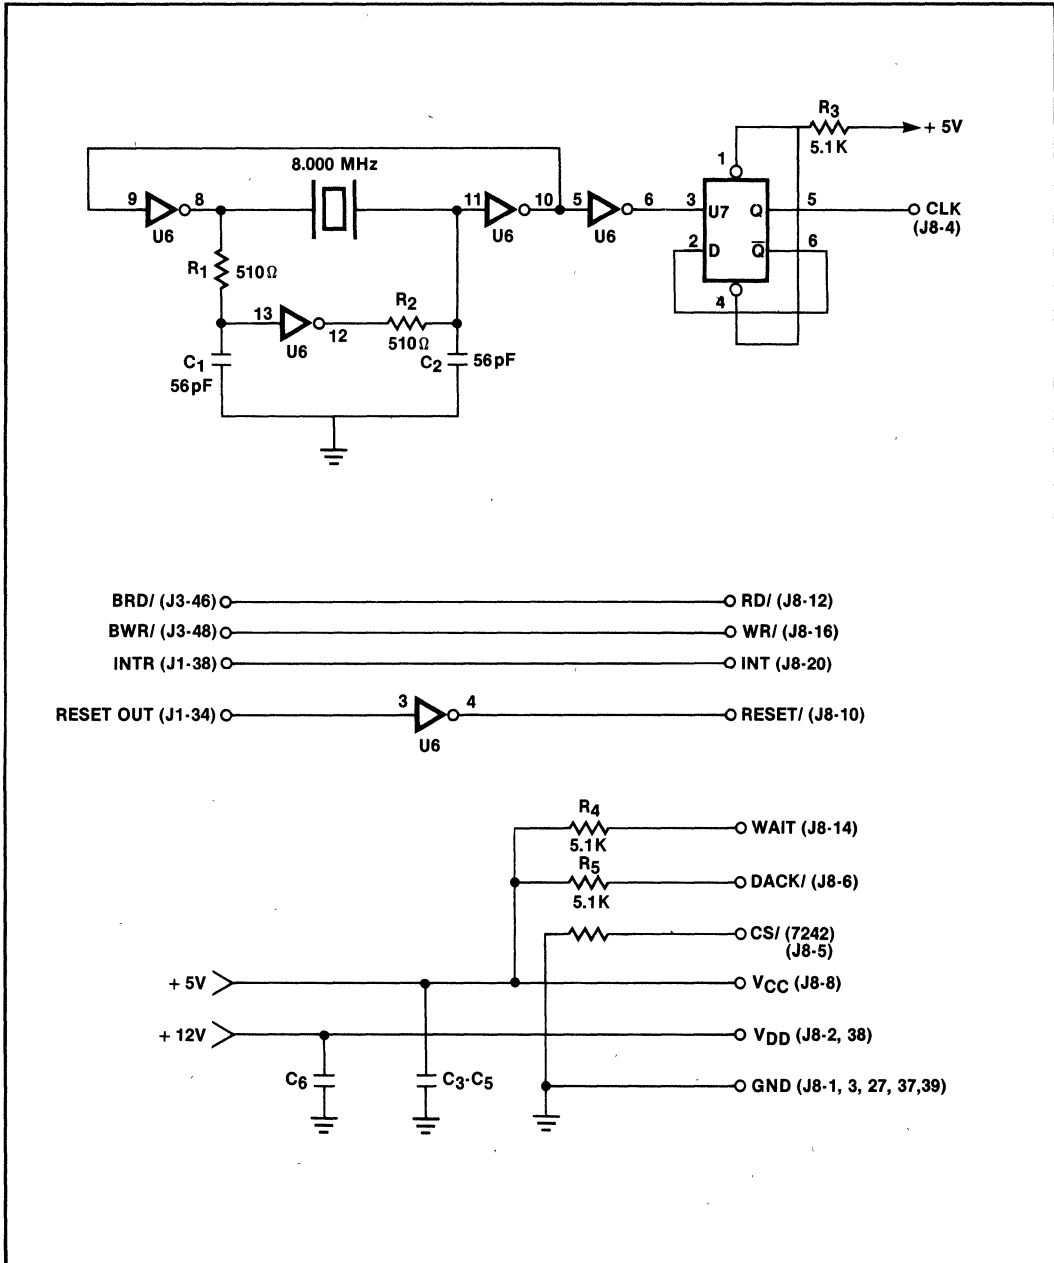 R3
5.1K
+ 5V
8.000 MHz
1
9 8 11 10 5 6 3 U7 Q 5 CLK
(J8-4)
U6 U6 U6
2 D Q̅ 6
R1 510Ω
4
R2
13 12
510Ω
U6
C1
56pF
C2 56pF
BRD/ (J3-46) RD/ (J8-12)
BWR/ (J3-48) WR/ (J8-16)
INTR (J1-38) INT (J8-20)
RESET OUT (J1-34) 3 4 RESET/ (J8-10)
U6
R4
5.1K
WAIT (J8-14)
R5
5.1K
DACK/ (J8-6)
CS/ (7242)
(J8-5)
+ 5V VCC (J8-8)
+ 12V VDD (J8-2, 38)
C6 C3-C5 GND (J8-1, 3, 27, 37,39)